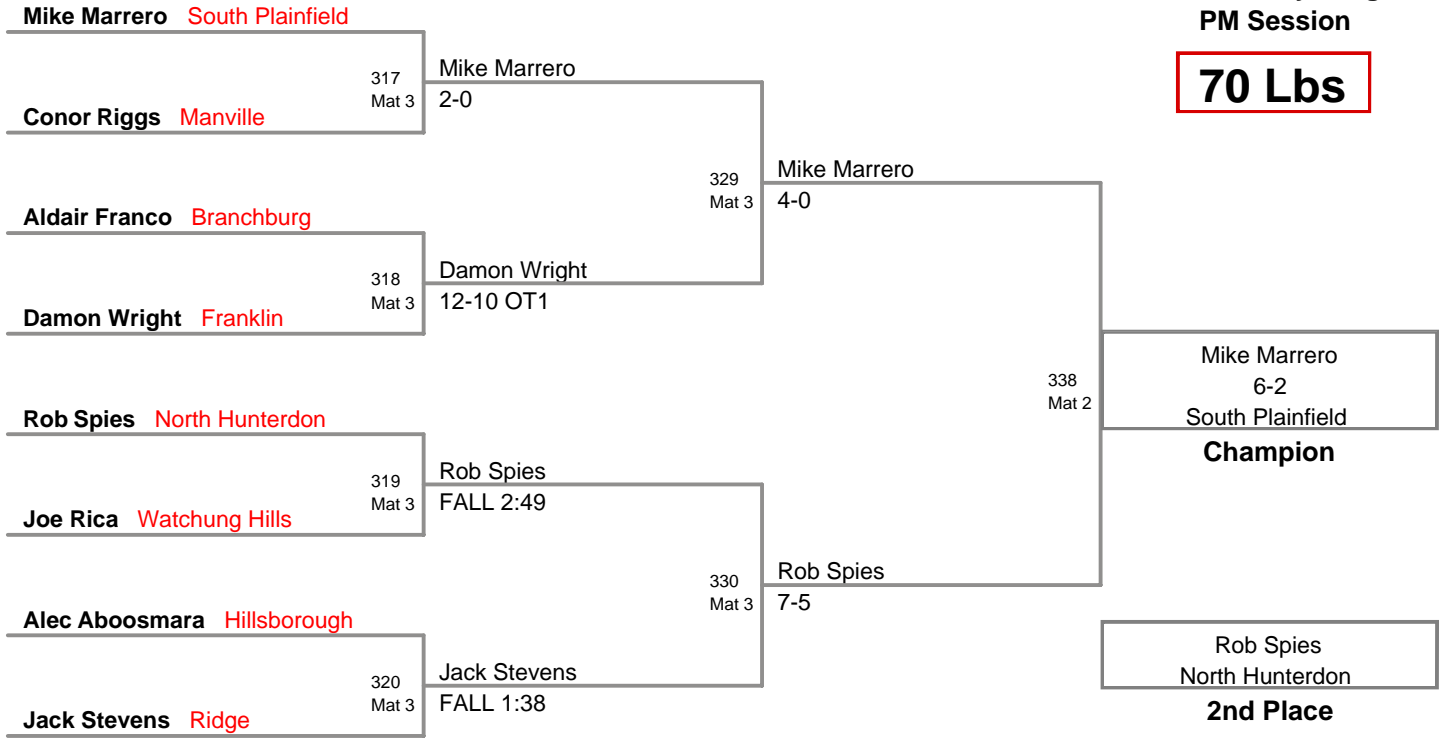 PM Session
70 Lbs
Mike Marrero South Plainfield
317
Mat 3
Mike Marrero
2-0
Conor Riggs Manville
329
Mat 3
Mike Marrero
4-0
Aldair Franco Branchburg
318
Mat 3
Damon Wright
12-10 OT1
Damon Wright Franklin
338
Mat 2
Mike Marrero
6-2
South Plainfield
Champion
Rob Spies North Hunterdon
319
Mat 3
Rob Spies
FALL 2:49
Joe Rica Watchung Hills
330
Mat 3
Rob Spies
7-5
Alec Aboosmara Hillsborough
320
Mat 3
Jack Stevens
FALL 1:38
Jack Stevens Ridge
Rob Spies
North Hunterdon
2nd Place